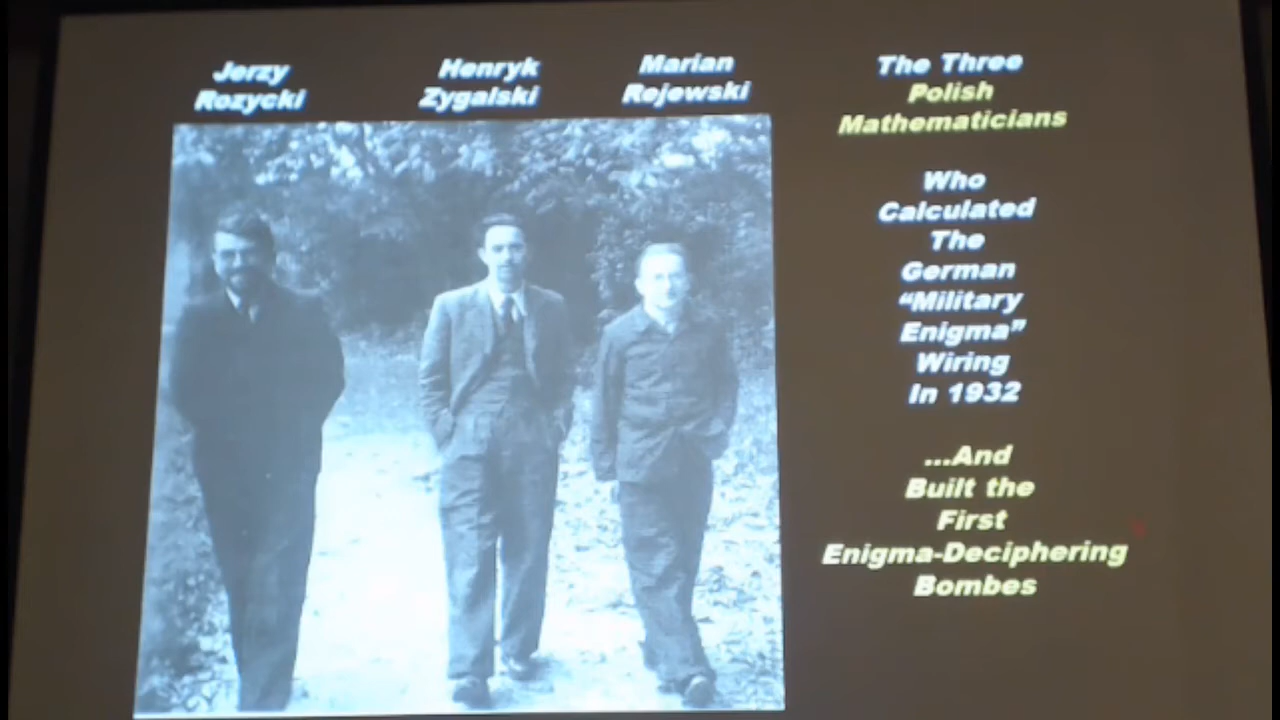 Jerzy
Rozycki
Henryk
Zygalski
Marian
Rejewski
The Three
Polish
Mathematicians
Who
Calculated
The
German
“Military
Enigma”
Wiring
In 1932
...And
Built the
First
Enigma-Deciphering
Bombes